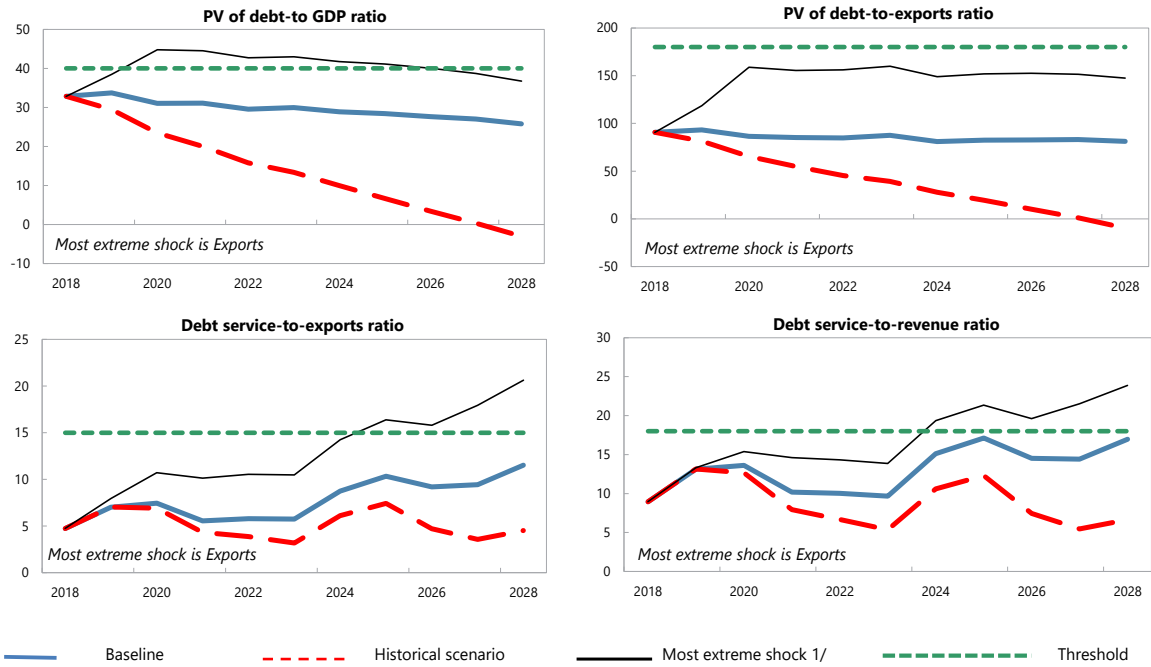 PV of debt-to GDP ratio
50
40
30
20
10
0
-10
Most extreme shock is Exports
2018 2020 2022 2024 2026 2028
PV of debt-to-exports ratio
200
150
100
50
0
-50
Most extreme shock is Exports
2018 2020 2022 2024 2026 2028
Debt service-to-exports ratio
25
20
15
10
5
0
Most extreme shock is Exports
2018 2020 2022 2024 2026 2028
Debt service-to-revenue ratio
30
25
20
15
10
5
0
Most extreme shock is Exports
2018 2020 2022 2024 2026 2028
Baseline Historical scenario Most extreme shock 1/ Threshold